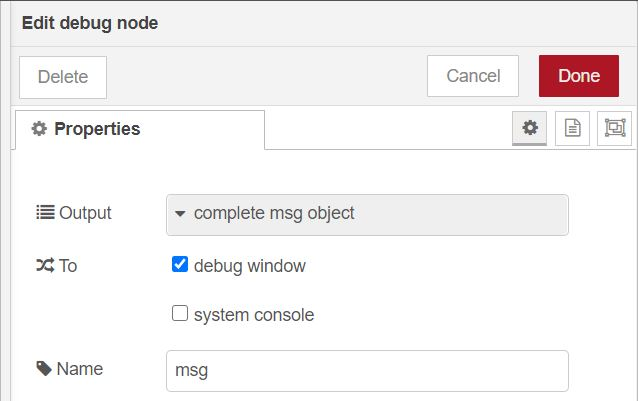 Edit debug node
Delete
Cancel
Done
Properties
Output
complete msg object
To
debug window
system console
Name
msg